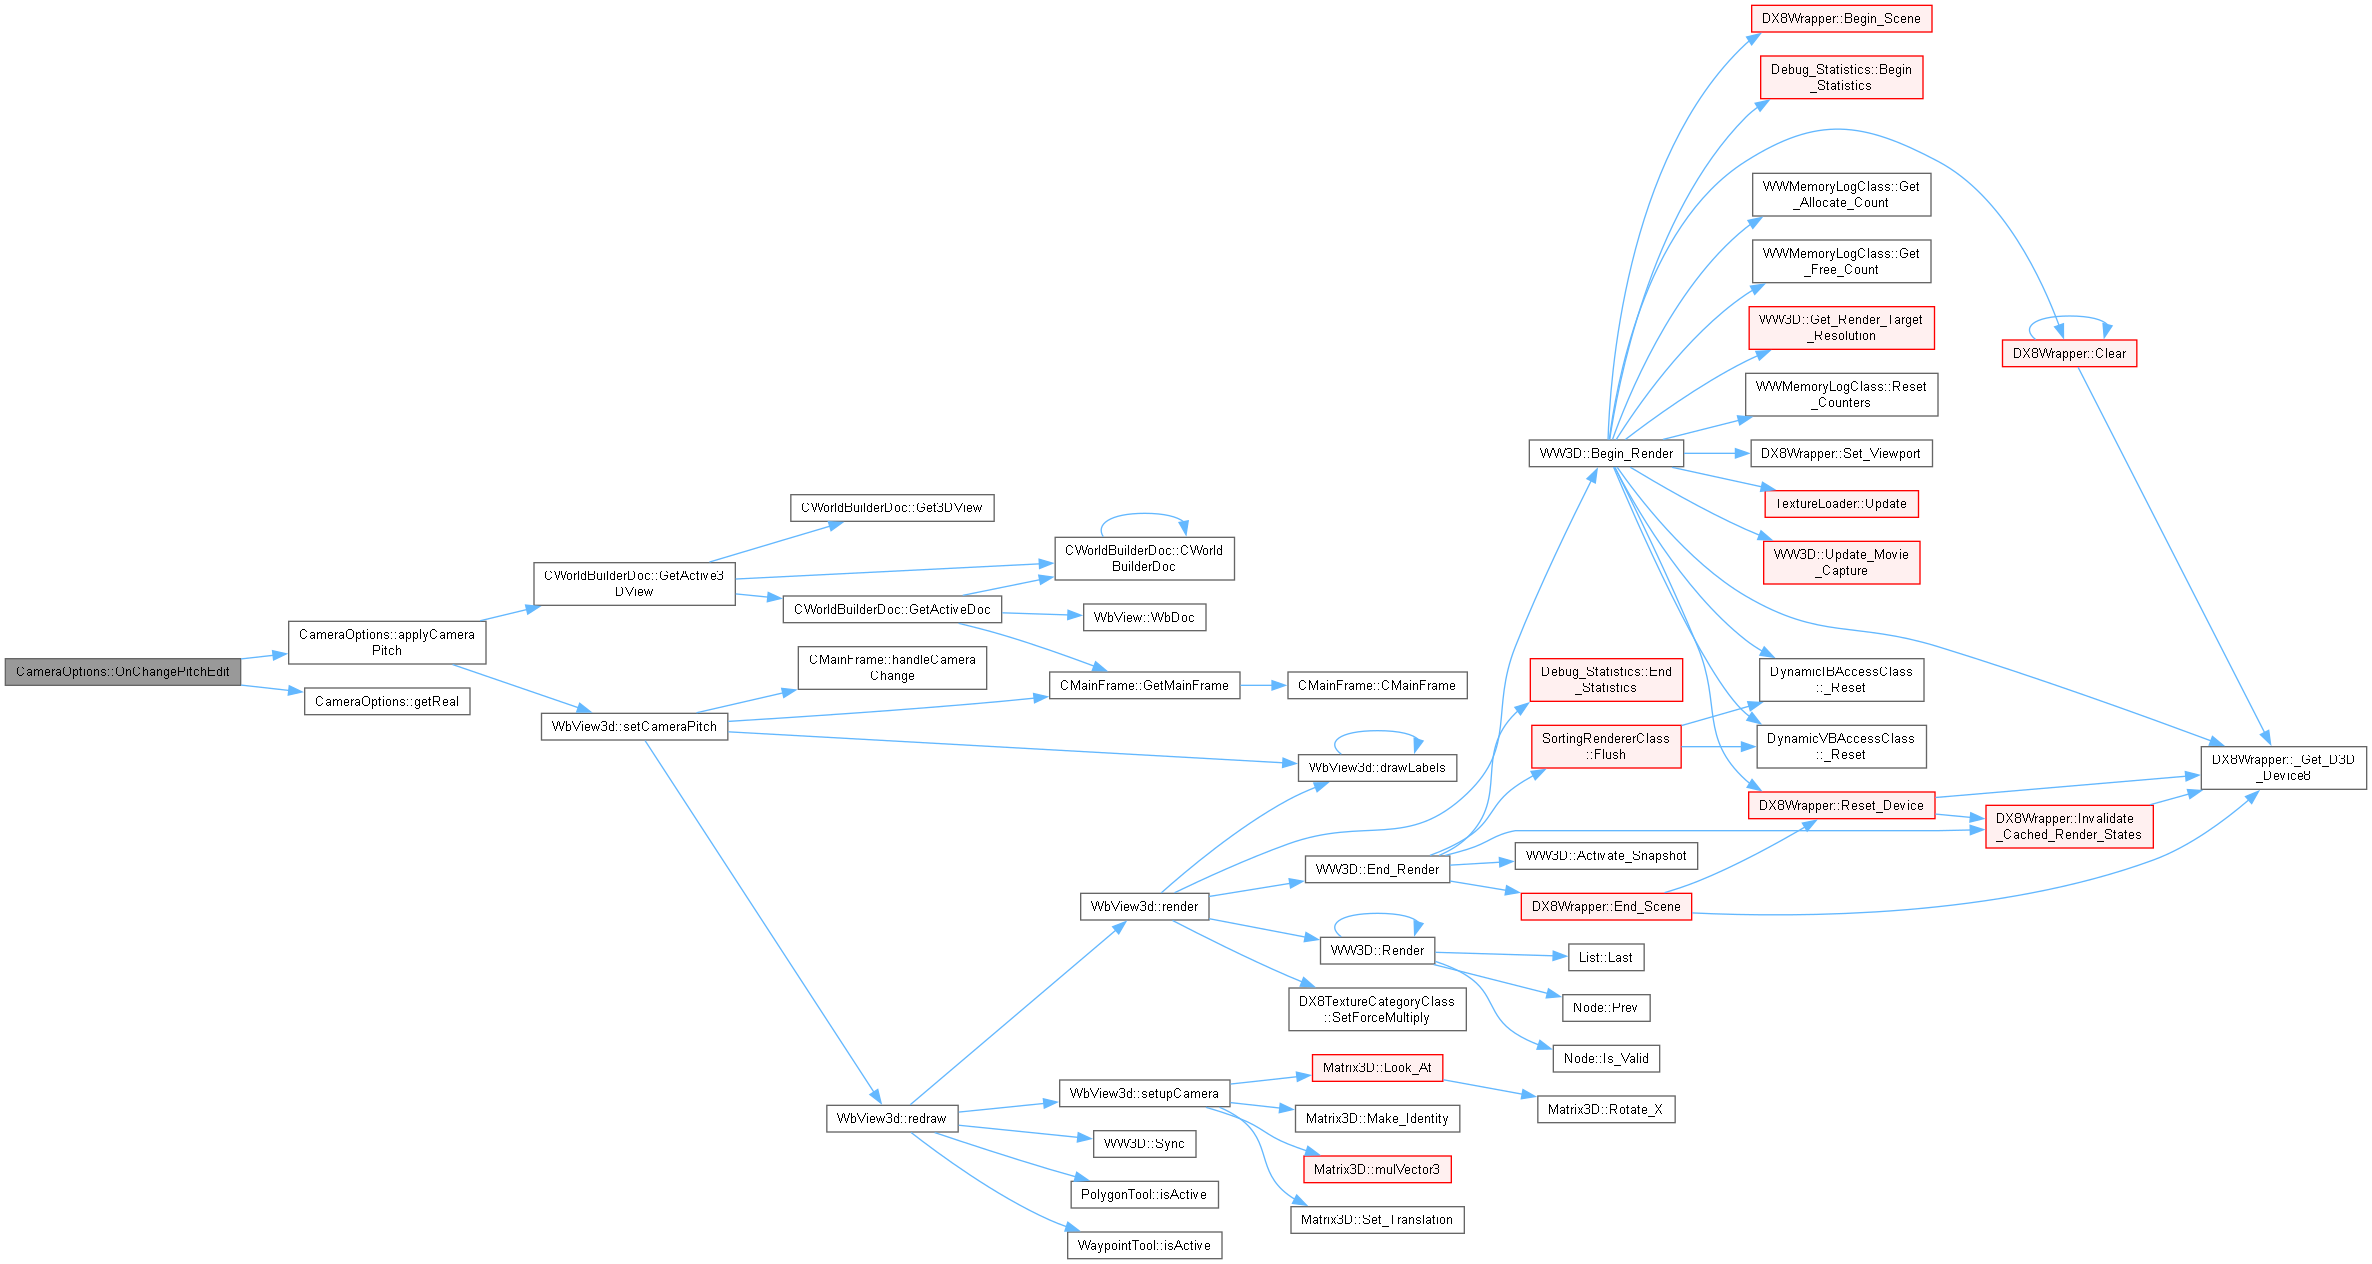 CameraOptions::OnChangePitchEdit
CameraOptions::applyCamera
Pitch
CameraOptions::getReal
CWorldBuilderDoc::GetActive3
DView
WbView3d::setCameraPitch
CWorldBuilderDoc::Get3DView
CWorldBuilderDoc::GetActiveDoc
CMainFrame::handleCamera
Change
WbView3d::redraw
CWorldBuilderDoc::CWorld
BuilderDoc
WbView::WbDoc
CMainFrame::GetMainFrame
CMainFrame::CMainFrame
WbView3d::drawLabels
WbView3d::render
WbView3d::setupCamera
WW3D::Sync
PolygonTool::isActive
WaypointTool::isActive
WW3D::End_Render
WW3D::Render
DX8TextureCategoryClass
::SetForceMultiply
Matrix3D::Look_At
Matrix3D::Make_Identity
Matrix3D::mulVector3
Matrix3D::Set_Translation
WW3D::Begin_Render
Debug_Statistics::End
_Statistics
SortingRendererClass
::Flush
WW3D::Activate_Snapshot
DX8Wrapper::End_Scene
List::Last
Node::Prev
Node::Is_Valid
Matrix3D::Rotate_X
DX8Wrapper::Begin_Scene
Debug_Statistics::Begin
_Statistics
WWMemoryLogClass::Get
_Allocate_Count
WWMemoryLogClass::Get
_Free_Count
WW3D::Get_Render_Target
_Resolution
WWMemoryLogClass::Reset
_Counters
DX8Wrapper::Set_Viewport
TextureLoader::Update
WW3D::Update_Movie
_Capture
DynamicIBAccessClass
::_Reset
DynamicVBAccessClass
::_Reset
DX8Wrapper::Reset_Device
DX8Wrapper::Clear
DX8Wrapper::Invalidate
_Cached_Render_States
DX8Wrapper::_Get_D3D
_Device8